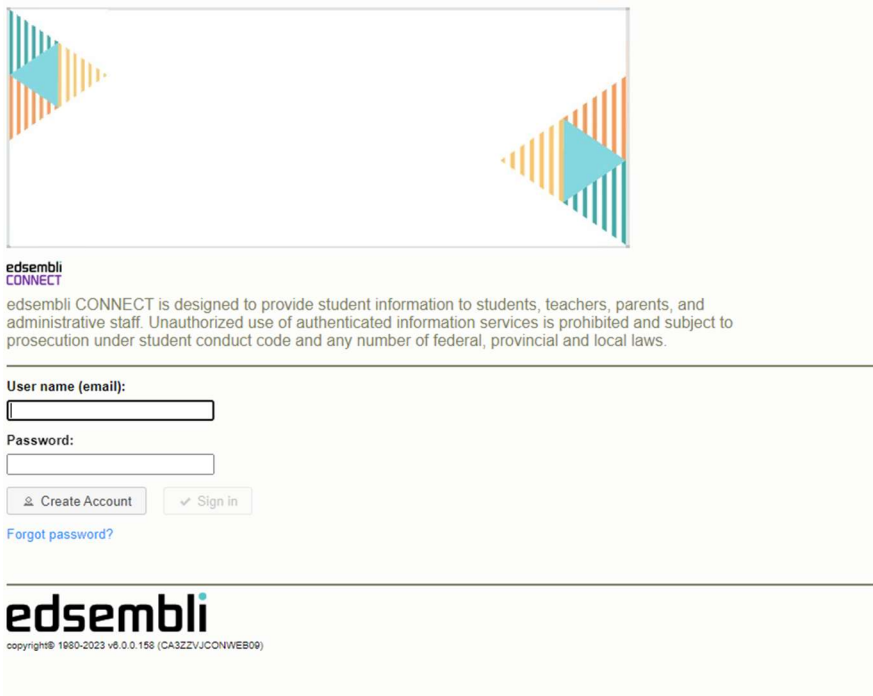 edsembli
CONNECT
edsembli CONNECT is designed to provide student information to students, teachers, parents, and
administrative staff. Unauthorized use of authenticated information services is prohibited and subject to
prosecution under student conduct code and any number of federal, provincial and local laws.
User name (email):
Password:
Create Account
Sign in
Forgot password?
edsembli
copyright© 1980-2023 v6.0.0.158 (CA3ZZVJCONWEB09)